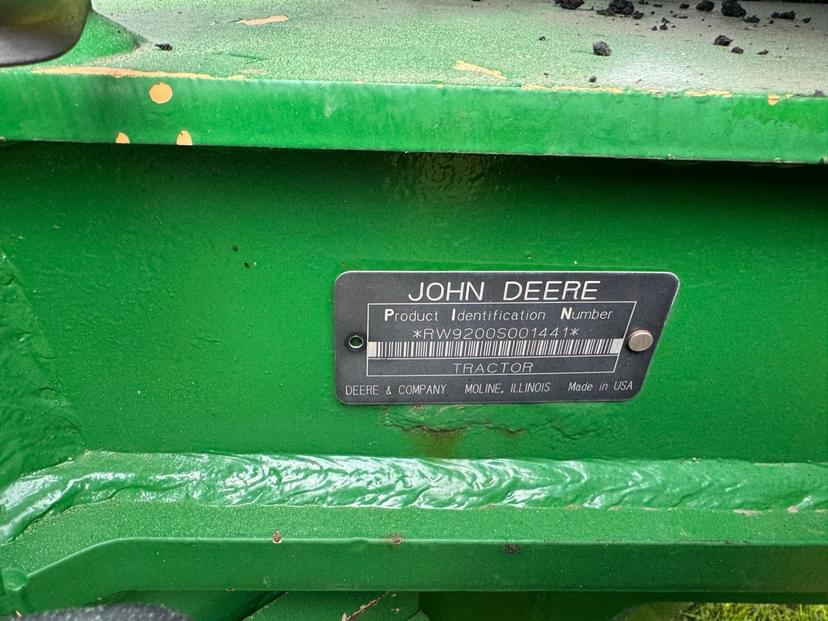 JOHN DEERE
Product Identification Number
*RW9200S001441*
TRACTOR
DEERE & COMPANY MOLINE, ILLINOIS Made in USA